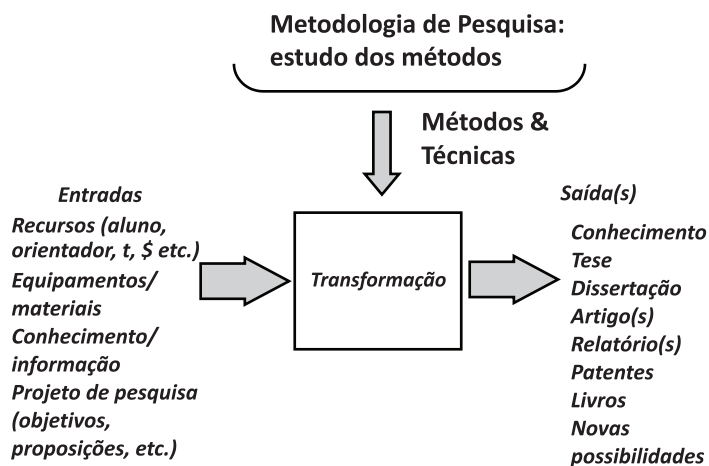 Metodologia de Pesquisa:
estudo dos métodos
Métodos &
Técnicas
Entradas
Recursos (aluno,
orientador, t, $ etc.)
Equipamentos/
materiais
Conhecimento/
informação
Projeto de pesquisa
(objetivos,
proposições, etc.)
Transformação
Saída(s)
Conhecimento
Tese
Dissertação
Artigo(s)
Relatório(s)
Patentes
Livros
Novas
possibilidades